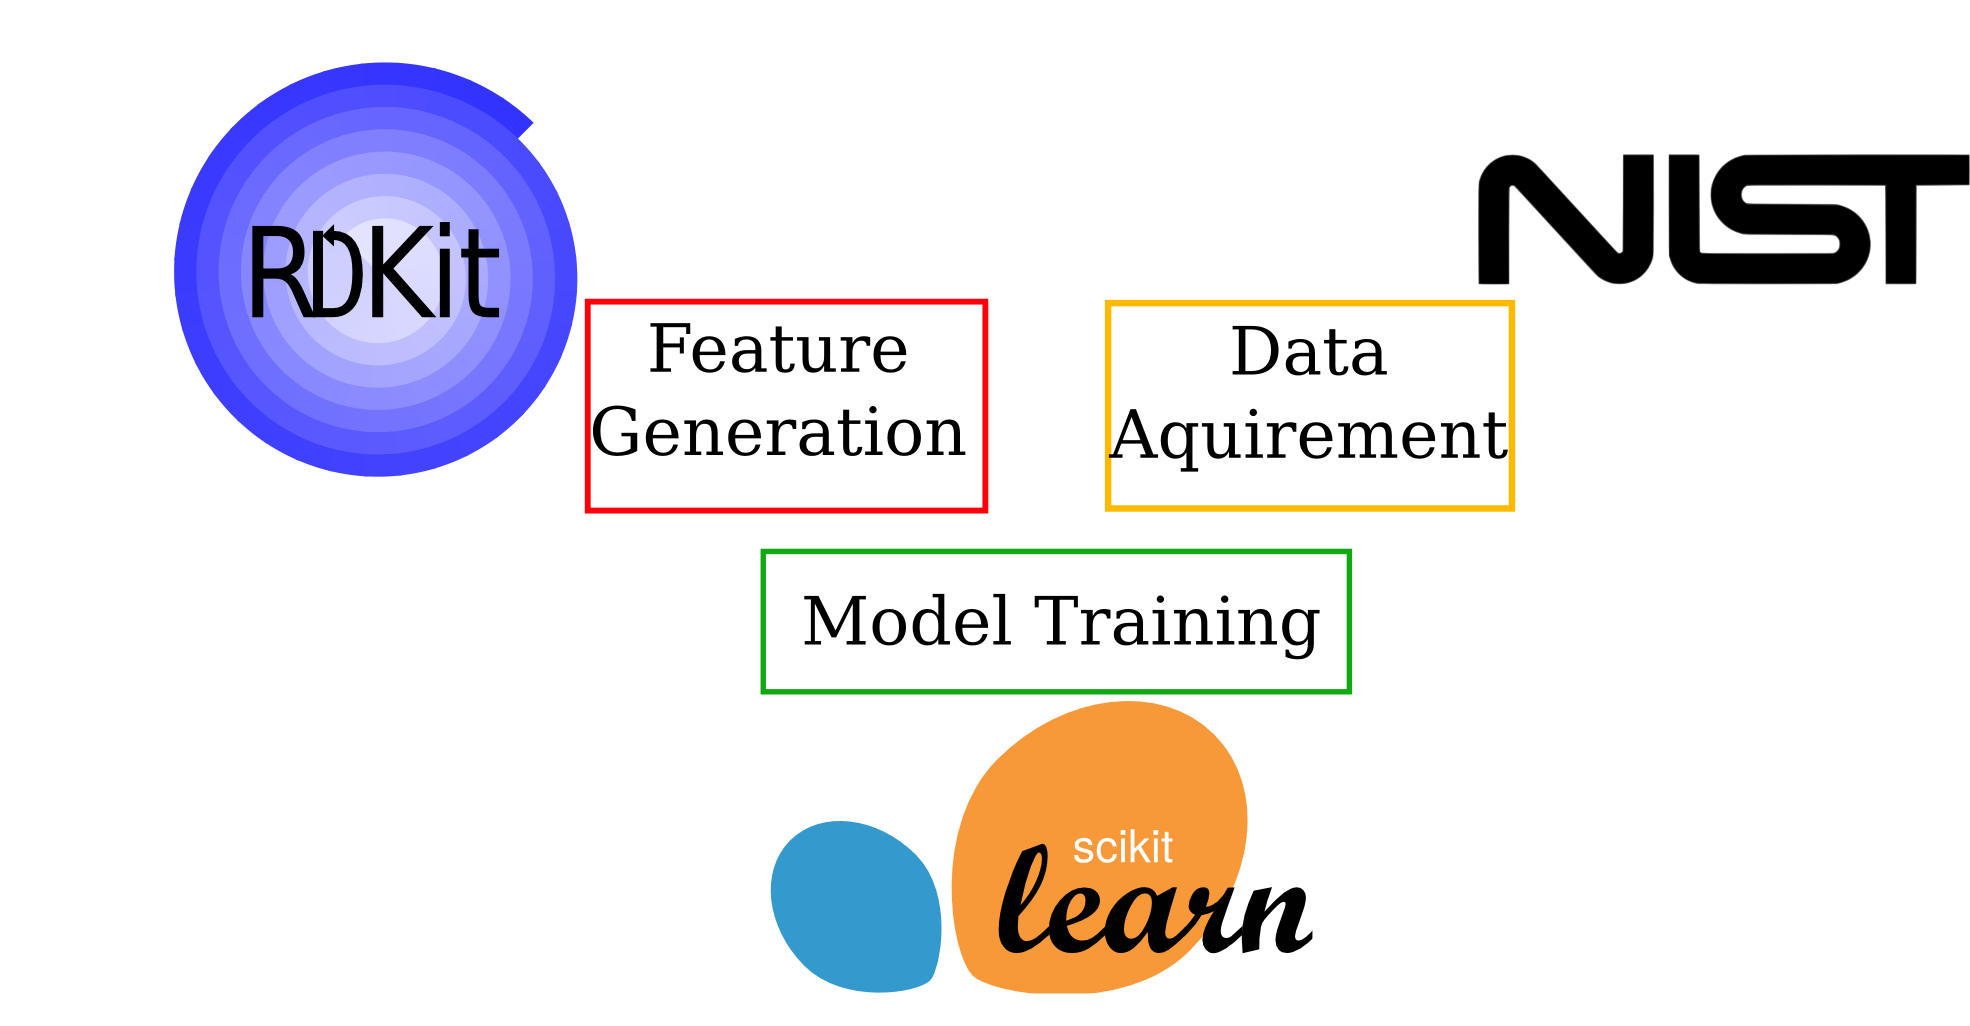 RDKit
NIST
Feature
Generation
Data
Aquirement
Model Training
scikit
learn